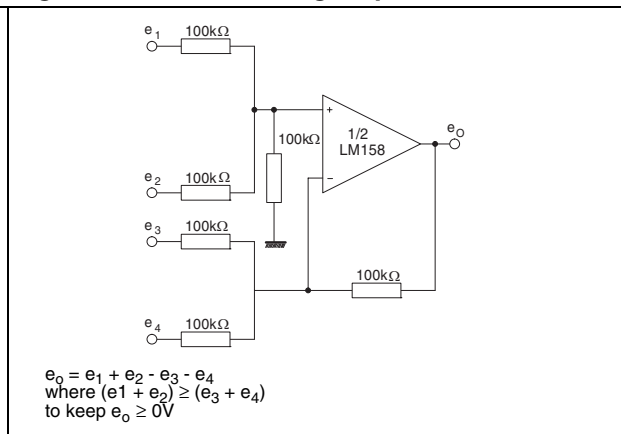 e1
100kΩ
100kΩ
1/2
LM158
+
−
eO
e2
100kΩ
e3
100kΩ
100kΩ
e4
100kΩ
eo = e1 + e2 - e3 - e4
where (e1 + e2) ≥ (e3 + e4)
to keep eo ≥ 0V